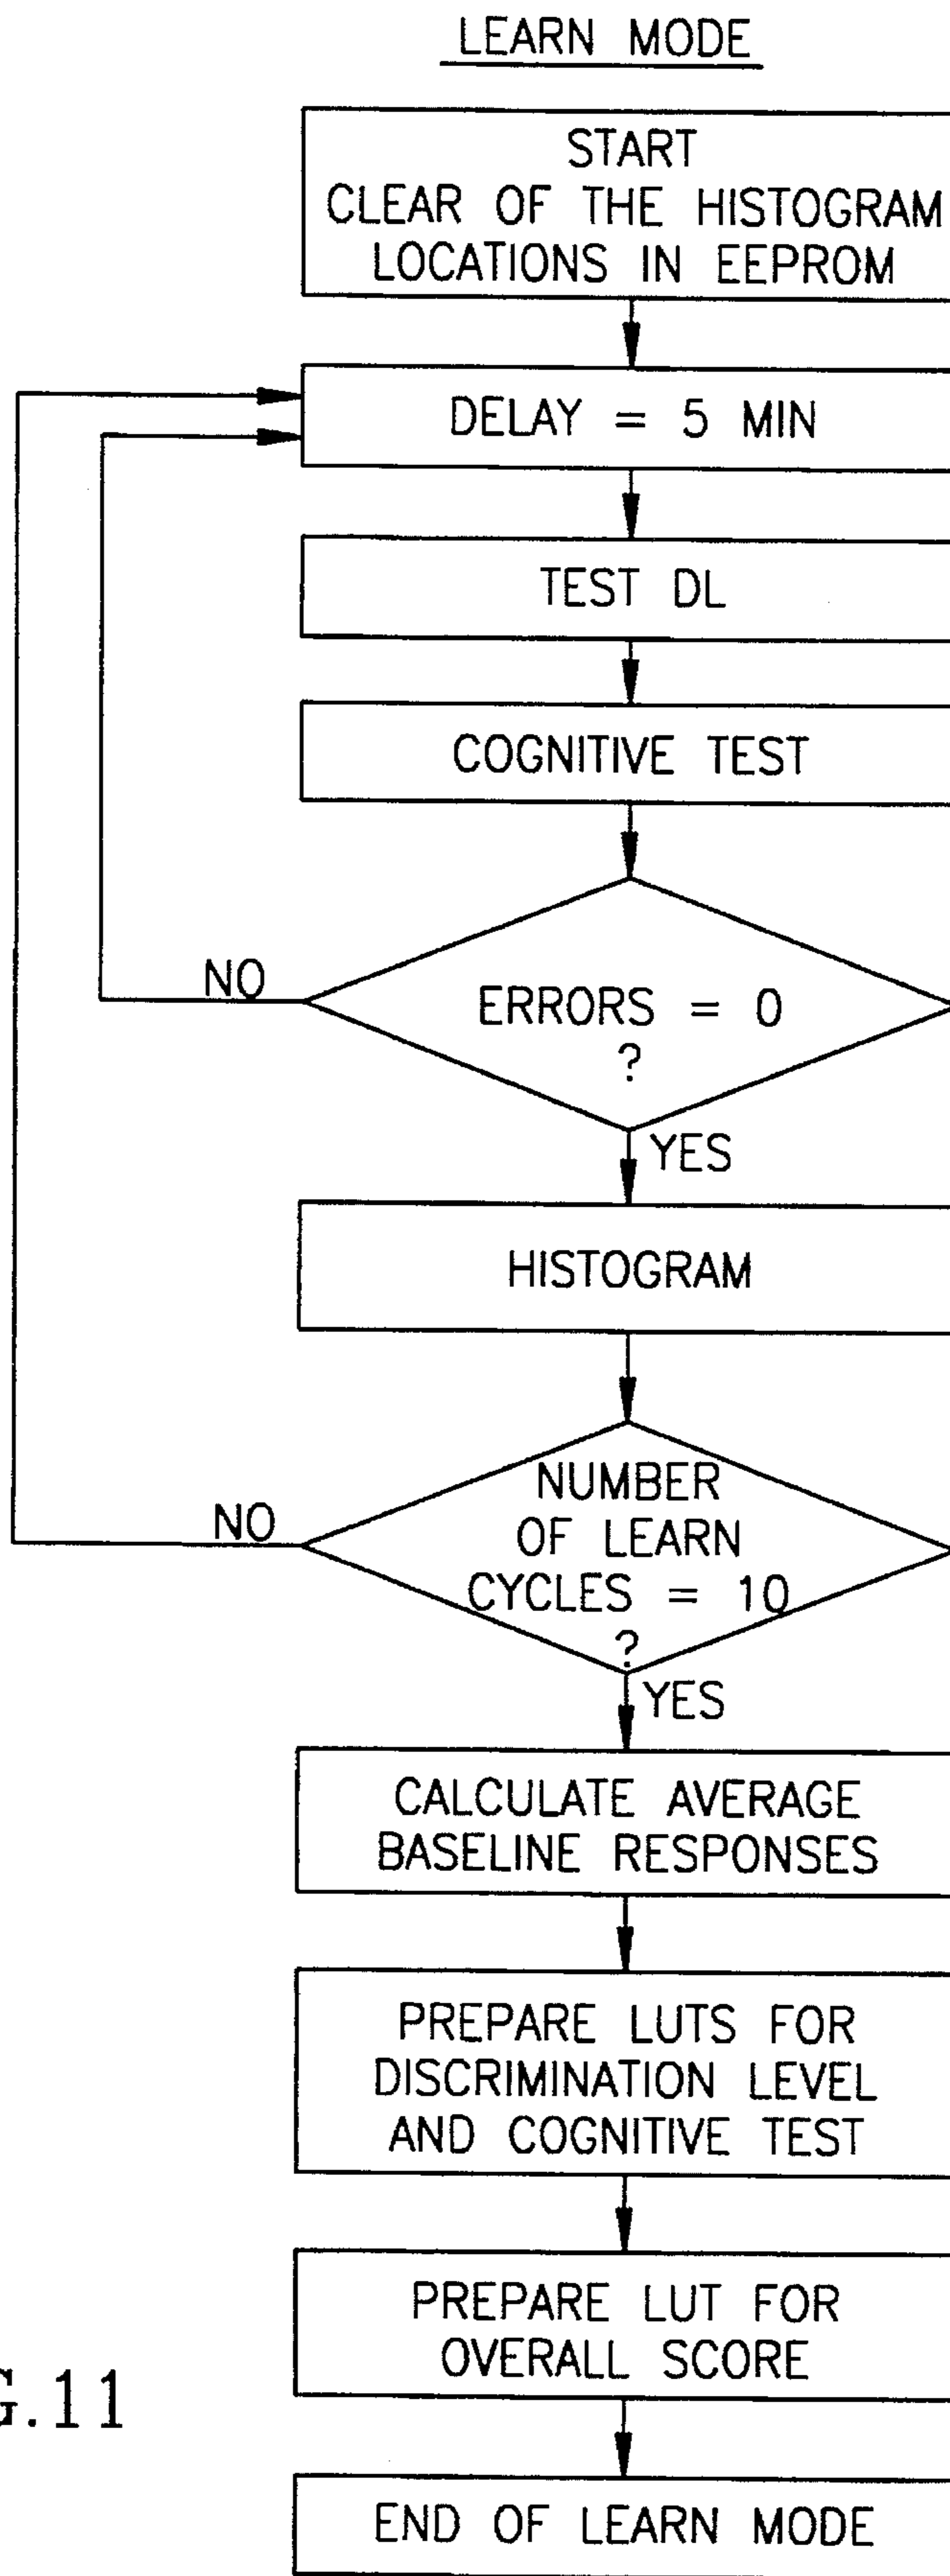 LEARN MODE
START
CLEAR OF THE HISTOGRAM
LOCATIONS IN EEPROM
DELAY = 5 MIN
TEST DL
COGNITIVE TEST
NO
ERRORS = 0
?
YES
HISTOGRAM
NO
NUMBER
OF LEARN
CYCLES = 10
?
YES
CALCULATE AVERAGE
BASELINE RESPONSES
PREPARE LUTS FOR
DISCRIMINATION LEVEL
AND COGNITIVE TEST
PREPARE LUT FOR
OVERALL SCORE
G.11
END OF LEARN MODE